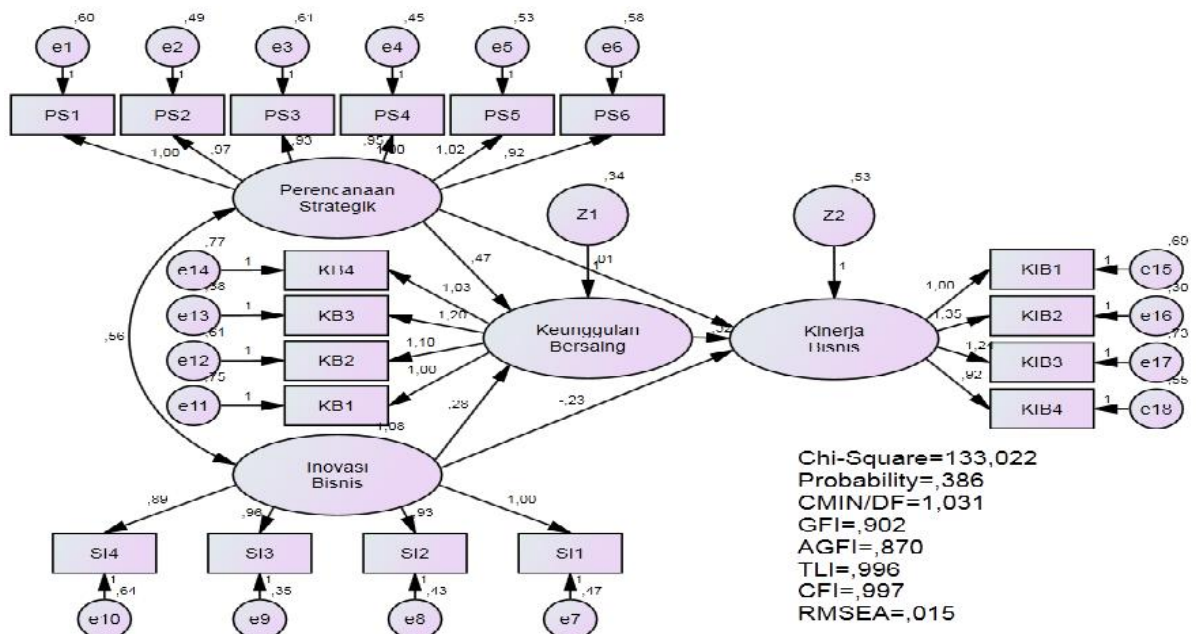 ,60 ,49 ,61 ,45 ,53 ,58
e1 e2 e3 e4 e5 e6
1 1 1 1 1 1
PS1 PS2 PS3 PS4 PS5 PS6
1,00 ,97 ,93 ,95 1,00 1,02 ,92
Perencanaan
Strategik
,34
Z1
1
,53
Z2
1
,77
e14 1 KB4
,38
e13 1 KB3
,61
e12 1 KB2
,75
e11 1 KB1
1,03
1,20
1,10
1,00
,47
,01
,56
Keunggulan
Bersaing
,32
Kinerja
Bisnis
,28
-,23
1,00
1,35
,92
KIB1 1 e15 ,69
KIB2 1 e16 ,30
KIB3 1 e17 ,73
KIB4 1 e18 ,55
1,08
Inovasi
Bisnis
,89 ,96 ,93 1,00
SI4 SI3 SI2 SI1
1 1 1 1
,64 ,35 ,43 ,47
e10 e9 e8 e7
Chi-Square=133,022
Probability=,386
CMIN/DF=1,031
GFI=,902
AGFI=,870
TLI=,996
CFI=,997
RMSEA=,015